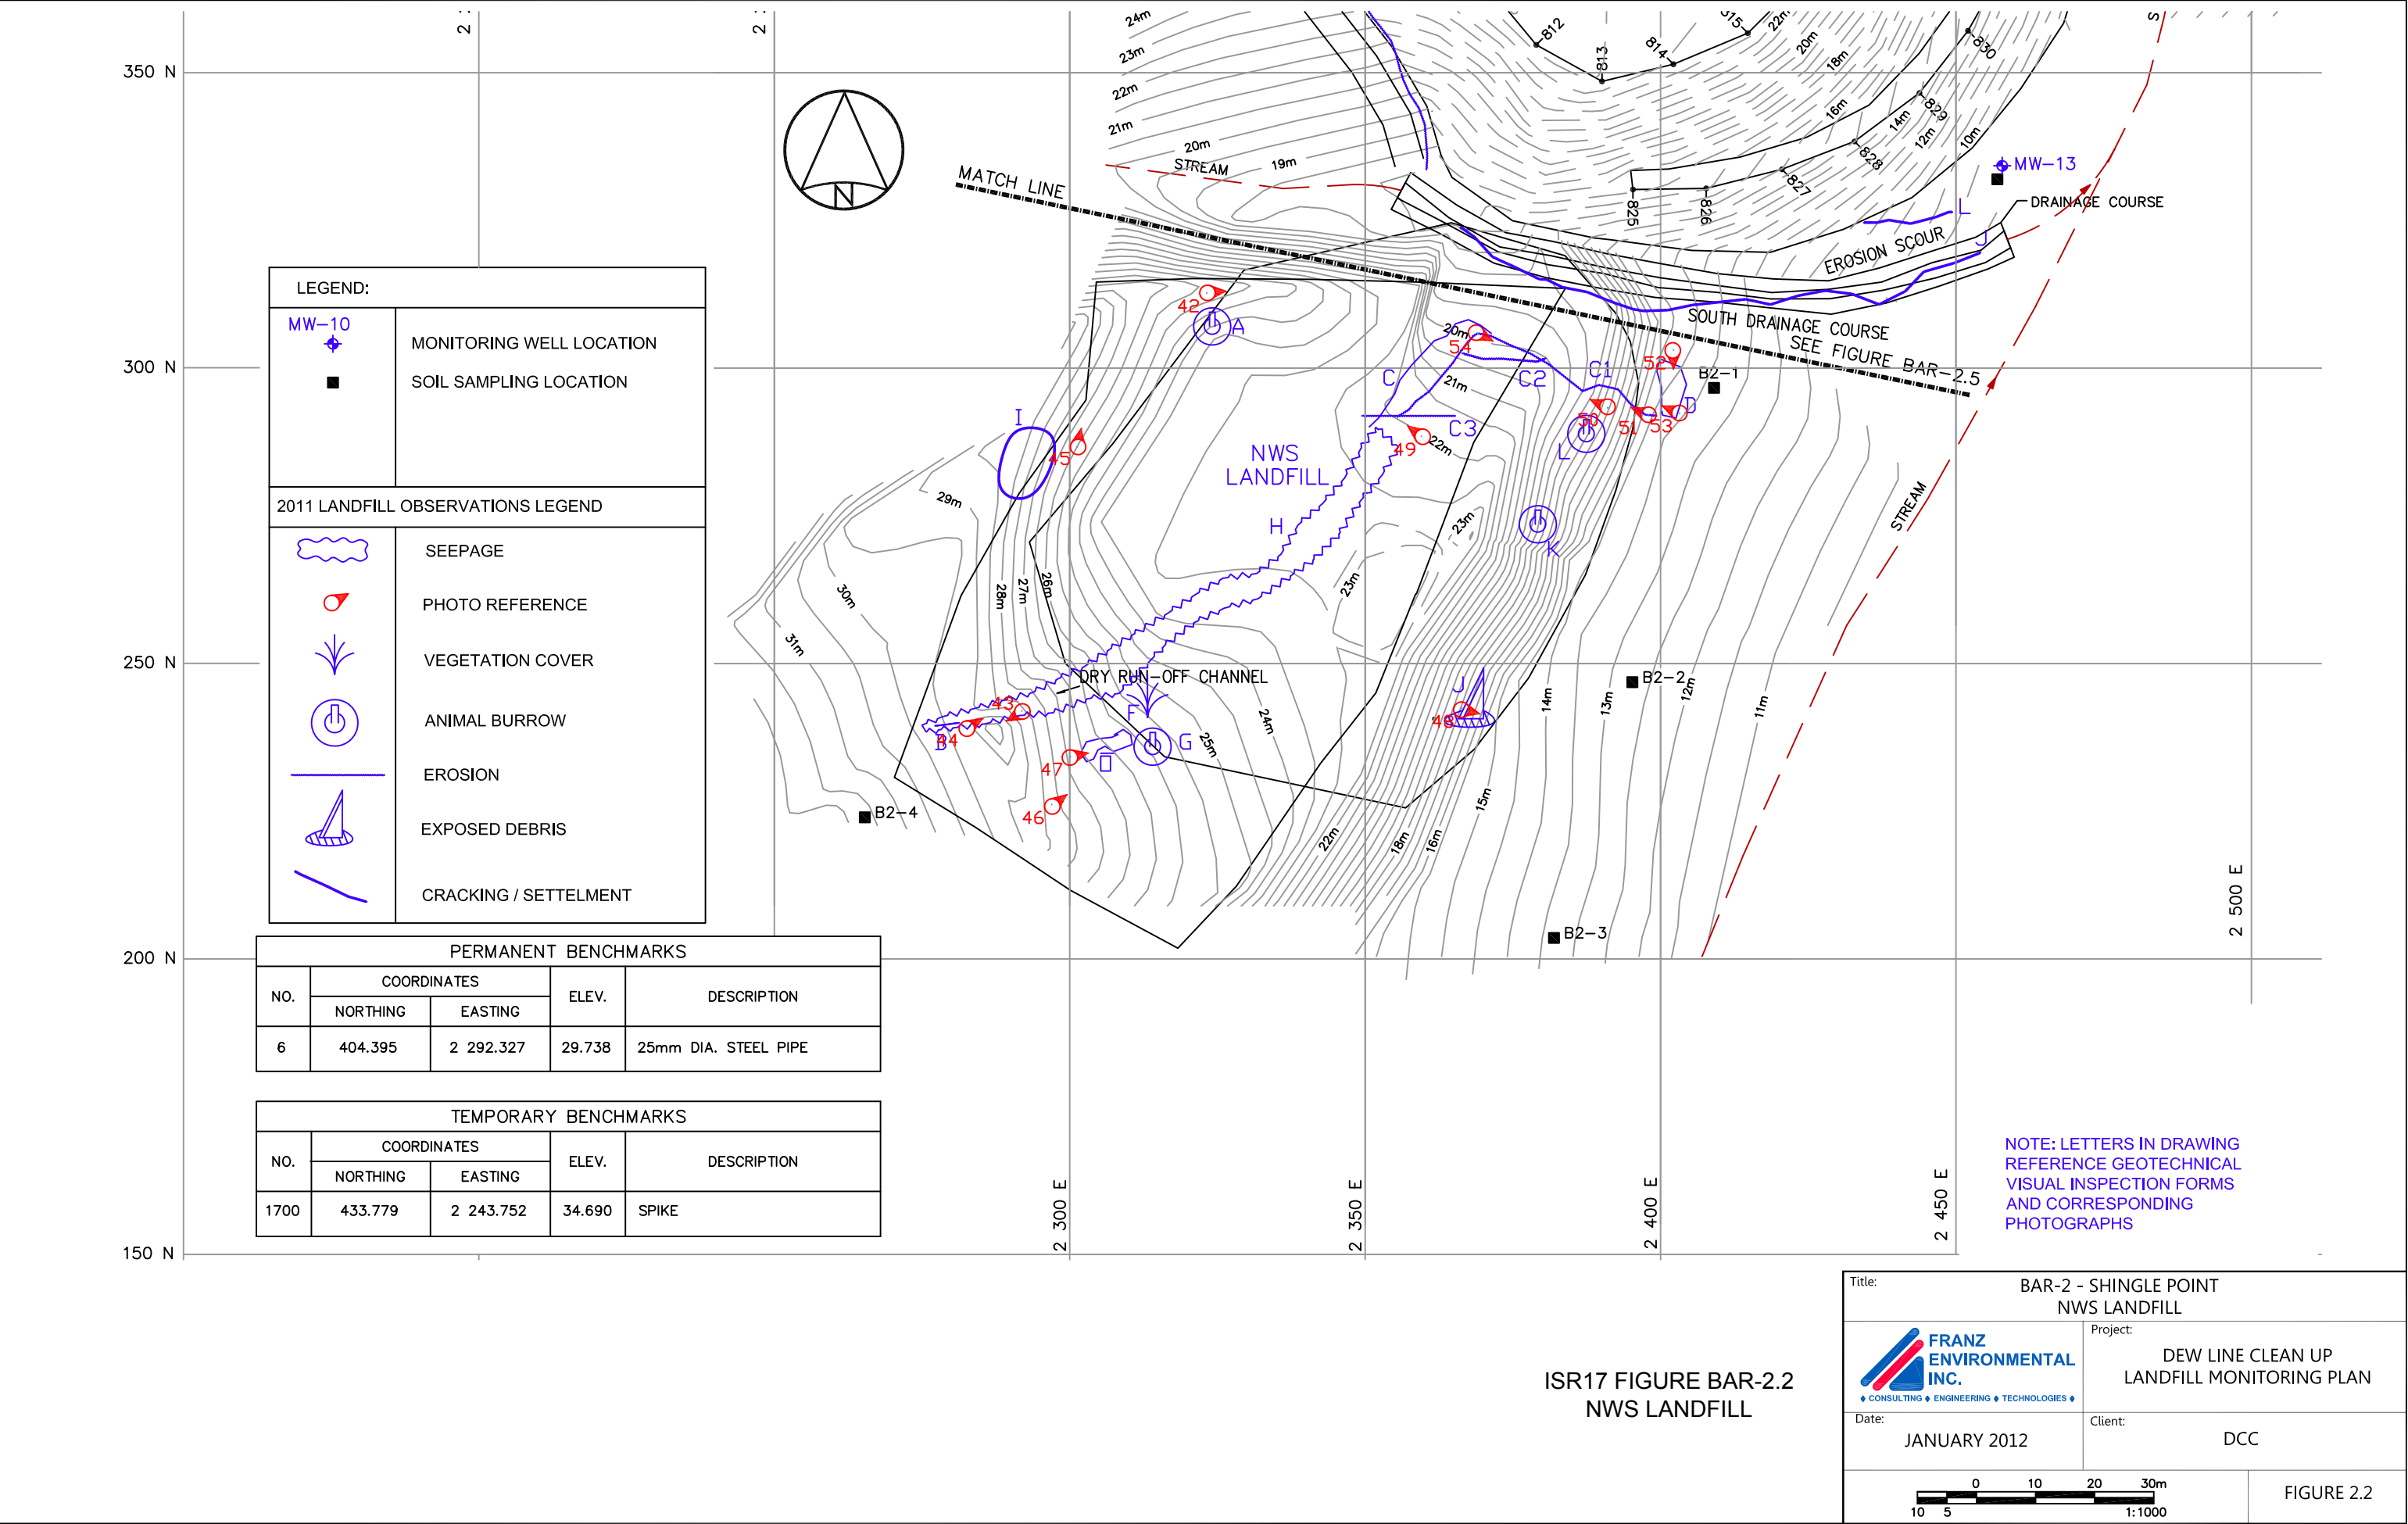 2
2
24m
23m
22m
21m
20m
19m
STREAM
MATCH LINE
350 N
300 N
250 N
200 N
150 N
812
813
814
815
22m
20m
18m
16m
14m
12m
10m
830
829
828
827
826
825
S
MW-13
DRAINAGE COURSE
L
J
EROSION SCOUR
SOUTH DRAINAGE COURSE
SEE FIGURE BAR-2.5
N
LEGEND:
MW-10
MONITORING WELL LOCATION
SOIL SAMPLING LOCATION
2011 LANDFILL OBSERVATIONS LEGEND
SEEPAGE
PHOTO REFERENCE
VEGETATION COVER
ANIMAL BURROW
EROSION
EXPOSED DEBRIS
CRACKING / SETTELMENT
42
A
20m
54
C
C2
C1
52
B2-1
21m
D
50
51
53
C3
49
22m
L
I
45
NWS
LANDFILL
29m
H
23m
K
30m
28m
27m
26m
23m
31m
DRY RUN-OFF CHANNEL
43
B
44
F
G
47
46
24m
25m
J
48
14m
13m
B2-2
12m
11m
STREAM
B2-4
15m
22m
18m
16m
B2-3
2 500 E
PERMANENT BENCHMARKS
NO.
COORDINATES
NORTHING
EASTING
ELEV.
DESCRIPTION
6
404.395
2 292.327
29.738
25mm DIA. STEEL PIPE
TEMPORARY BENCHMARKS
NO.
COORDINATES
NORTHING
EASTING
ELEV.
DESCRIPTION
1700
433.779
2 243.752
34.690
SPIKE
2 300 E
2 350 E
2 400 E
2 450 E
NOTE: LETTERS IN DRAWING
REFERENCE GEOTECHNICAL
VISUAL INSPECTION FORMS
AND CORRESPONDING
PHOTOGRAPHS
ISR17 FIGURE BAR-2.2
NWS LANDFILL
Title:
BAR-2 - SHINGLE POINT
NWS LANDFILL
FRANZ
ENVIRONMENTAL
INC.
CONSULTING ♦ ENGINEERING ♦ TECHNOLOGIES
Project:
DEW LINE CLEAN UP
LANDFILL MONITORING PLAN
Date:
JANUARY 2012
Client:
DCC
0 10 20 30m
10 5 1:1000
FIGURE 2.2